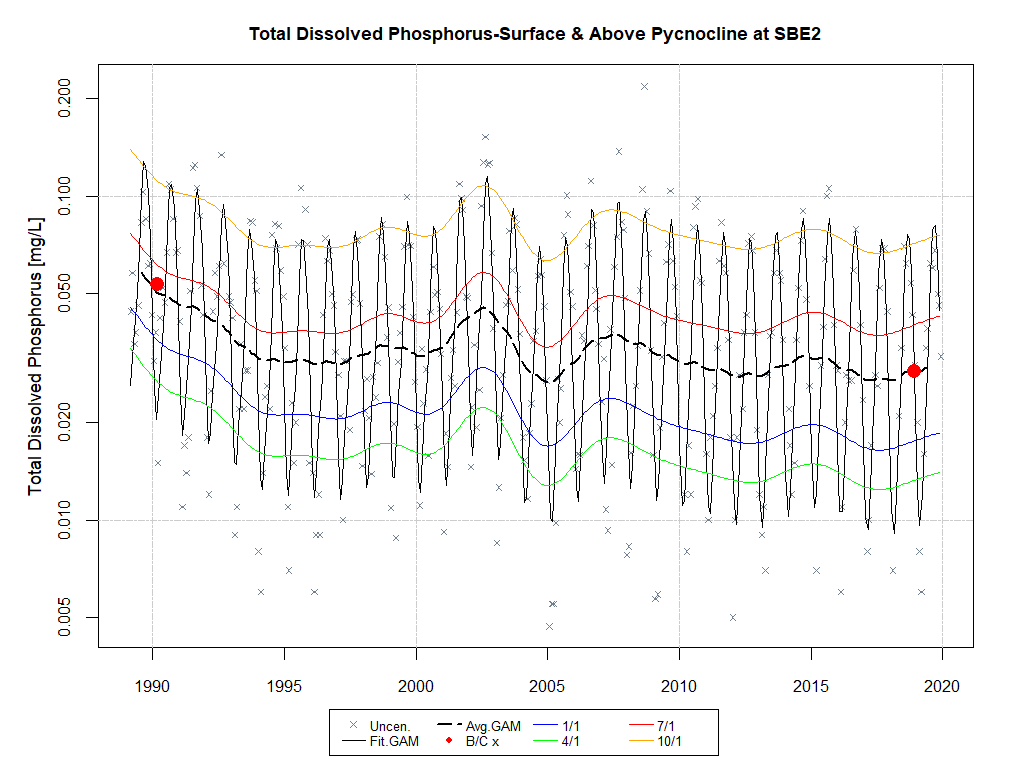 Total Dissolved Phosphorus-Surface & Above Pycnocline at SBE2
Total Dissolved Phosphorus [mg/L]
0.200
0.100
0.050
0.020
0.010
0.005
1990 1995 2000 2005 2010 2015 2020
Uncen. Avg.GAM 1/1 7/1
Fit.GAM B/C x 4/1 10/1